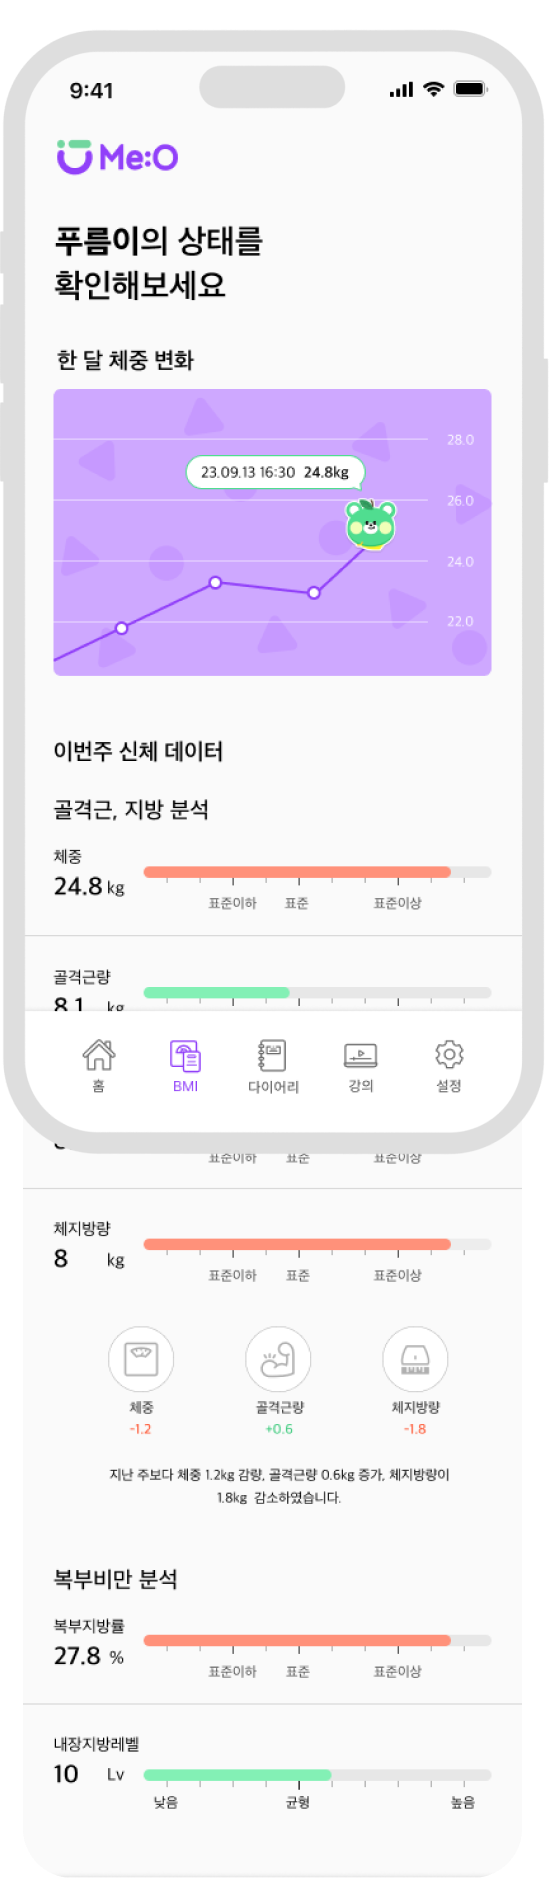 9:41
Me:O
푸름이의 상태를
확인해보세요
한 달 체중 변화
28.0
23.09.13 16:30 24.8kg
26.0
24.0
22.0
이번주 신체 데이터
골격근, 지방 분석
체중
24.8 kg
표준이하 표준 표준이상
골격근량
8.1 kg
홈 BMI 다이어리 강의 설정
표준이하 표준 표준이상
체지방량
8 kg
표준이하 표준 표준이상
체중 골격근량 체지방량
-1.2 +0.6 -1.8
지난 주보다 체중 1.2kg 감량, 골격근량 0.6kg 증가, 체지방량이
1.8kg 감소하였습니다.
복부비만 분석
복부지방률
27.8 %
표준이하 표준 표준이상
내장지방레벨
10 Lv
낮음 균형 높음